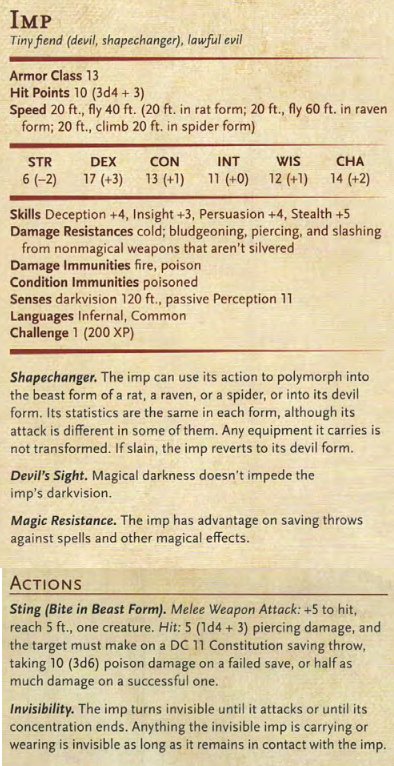 IMP
Tiny fiend (devil, shapechanger), lawful evil
Armor Class 13
Hit Points 10 (3d4 + 3)
Speed 20 ft., fly 40 ft. (20 ft. in rat form; 20 ft., fly 60 ft. in raven
form; 20 ft., climb 20 ft. in spider form)
STR DEX CON INT WIS CHA
6 (−2) 17 (+3) 13 (+1) 11 (+0) 12 (+1) 14 (+2)
Skills Deception +4, Insight +3, Persuasion +4, Stealth +5
Damage Resistances cold; bludgeoning, piercing, and slashing
from nonmagical weapons that aren't silvered
Damage Immunities fire, poison
Condition Immunities poisoned
Senses darkvision 120 ft., passive Perception 11
Languages Infernal, Common
Challenge 1 (200 XP)
Shapechanger. The imp can use its action to polymorph into
the beast form of a rat, a raven, or a spider, or into its devil
form. Its statistics are the same in each form, although its
attack is different in some of them. Any equipment it carries is
not transformed. If slain, the imp reverts to its devil form.
Devil's Sight. Magical darkness doesn't impede the
imp's darkvision.
Magic Resistance. The imp has advantage on saving throws
against spells and other magical effects.
ACTIONS
Sting (Bite in Beast Form). Melee Weapon Attack: +5 to hit,
reach 5 ft., one creature. Hit: 5 (1d4 + 3) piercing damage, and
the target must make on a DC 11 Constitution saving throw,
taking 10 (3d6) poison damage on a failed save, or half as
much damage on a successful one.
Invisibility. The imp turns invisible until it attacks or until its
concentration ends. Anything the invisible imp is carrying or
wearing is invisible as long as it remains in contact with the imp.